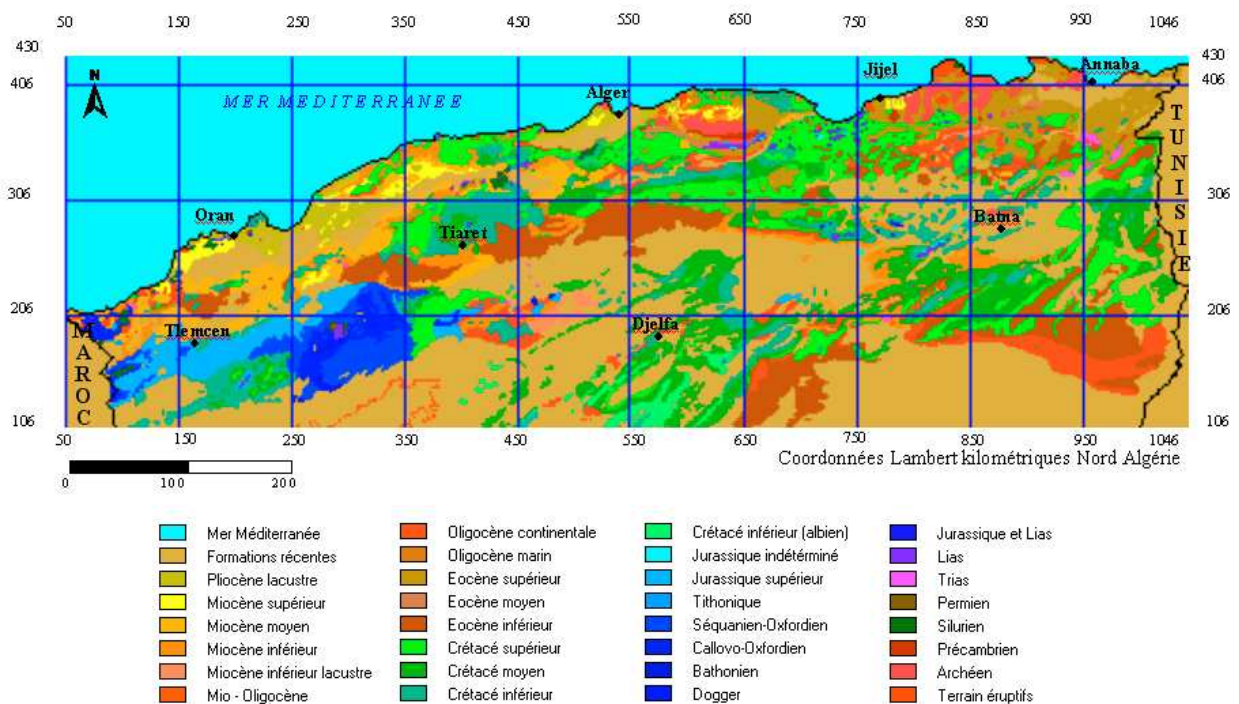 50 150 250 350 450 550 650 750 850 950 1046
430 430
Jijel Annaba
406 406
N
MER MEDITERRANEE
Alger
TUNISIE
306 306
Oran
Tiaret
Batna
206 206
MAROC
Tlemcen
Djelfa
106 106
50 150 250 350 450 550 650 750 850 950 1046
Coordonnées Lambert kilométriques Nord Algérie
0 100 200
Mer Méditerranée
Formations récentes
Pliocène lacustre
Miocène supérieur
Miocène moyen
Miocène inférieur
Miocène inférieur lacustre
Mio - Oligocène
Oligocène continentale
Oligocène marin
Eocène supérieur
Eocène moyen
Eocène inférieur
Crétacé supérieur
Crétacé moyen
Crétacé inférieur
Crétacé inférieur (albien)
Jurassique indétérminé
Jurassique supérieur
Tithonique
Séquanien-Oxfordien
Callovo-Oxfordien
Bathonien
Dogger
Jurassique et Lias
Lias
Trias
Permien
Silurien
Précambrien
Archéen
Terrain éruptifs